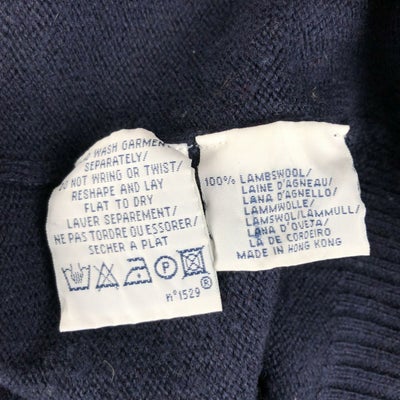 WASH GARMENT
SEPARATELY/
DO NOT WRING OR TWIST/
RESHAPE AND LAY
FLAT TO DRY
LAVER SEPAREMENT/
NE PAS TORDRE OU ESSORER/
SECHER A PLAT
P
n°1529 ®
100% LAMBSWOOL/
LAINE D'AGNEAU/
LANA D'AGNELLO/
LAMMWOLLE/
LAMSWOL/LAMMULL/
LANA D'OVEJA/
LÃ DE CORDEIRO
MADE IN HONG KONG